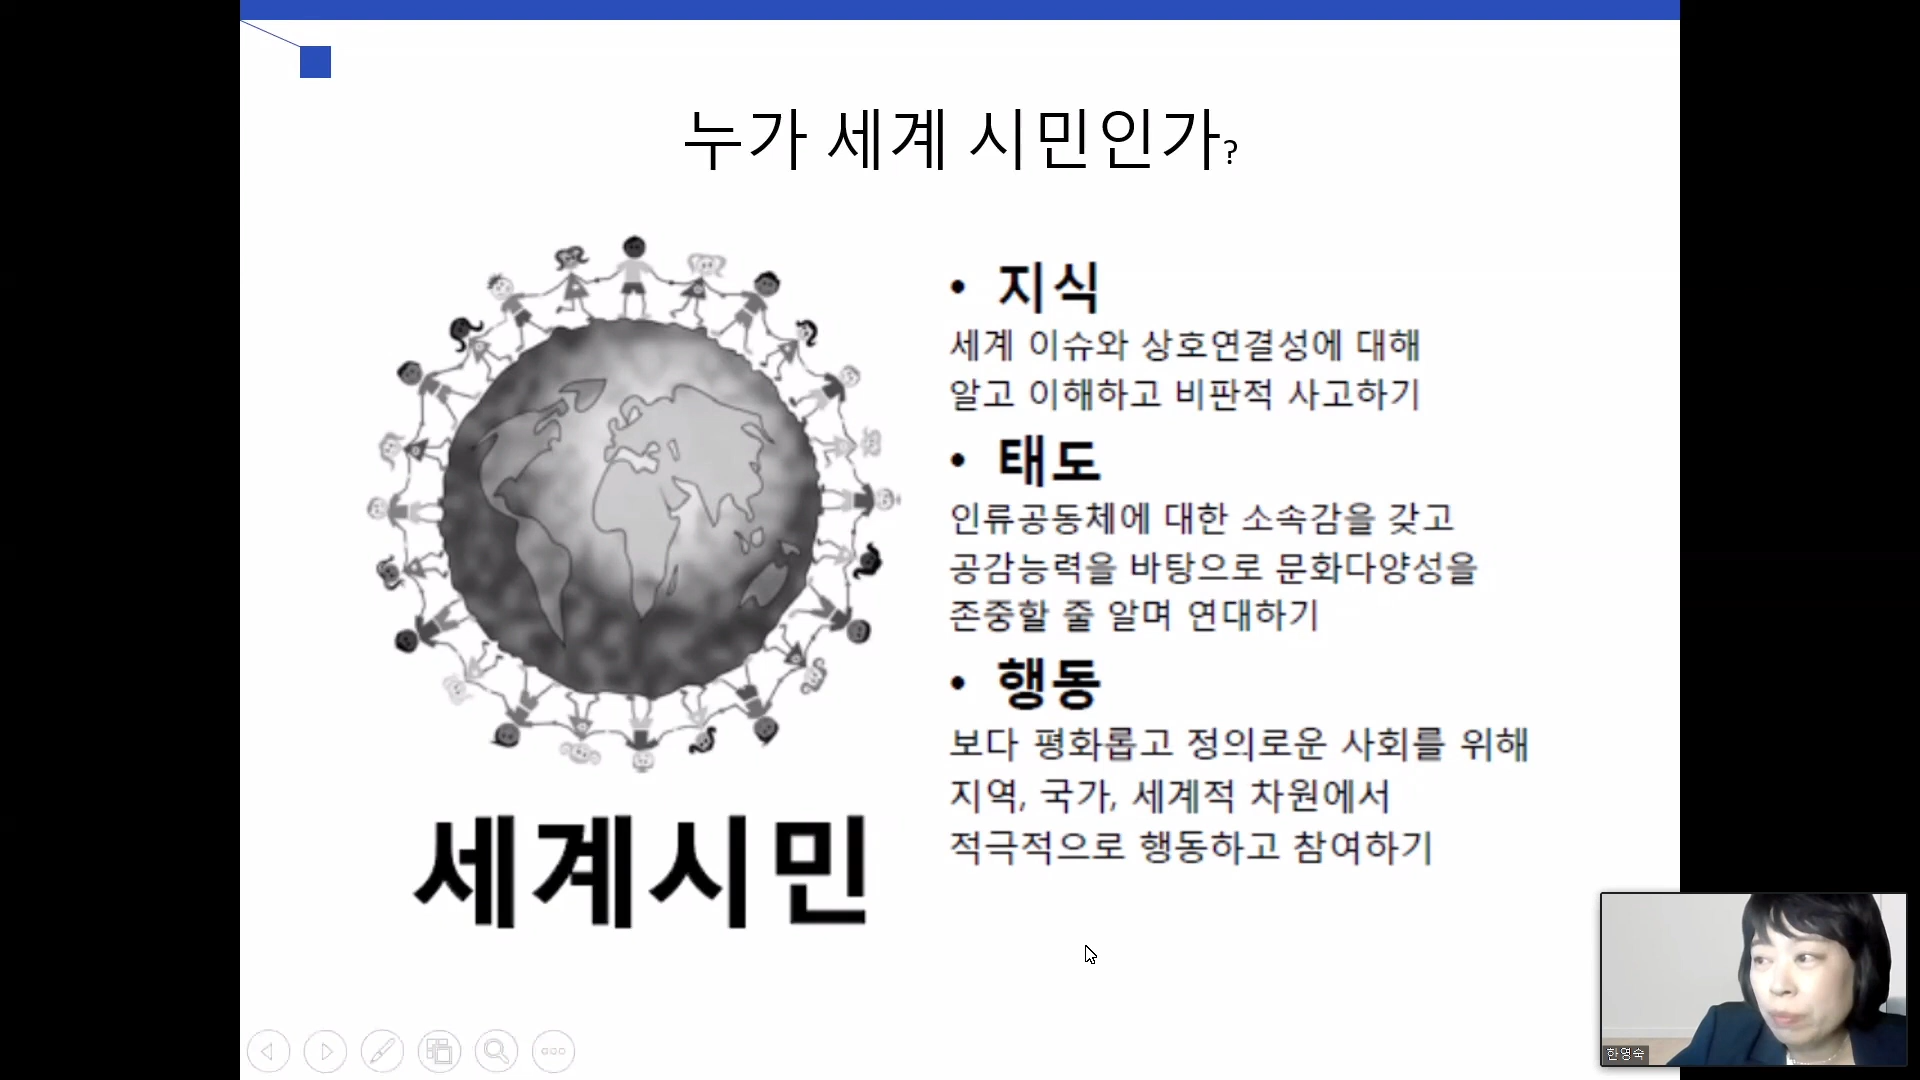 누가 세계 시민인가?
• 지식
세계 이슈와 상호연결성에 대해
알고 이해하고 비판적 사고하기
• 태도
인류공동체에 대한 소속감을 갖고
공감능력을 바탕으로 문화다양성을
존중할 줄 알며 연대하기
• 행동
보다 평화롭고 정의로운 사회를 위해
지역, 국가, 세계적 차원에서
적극적으로 행동하고 참여하기
세계시민
한영숙